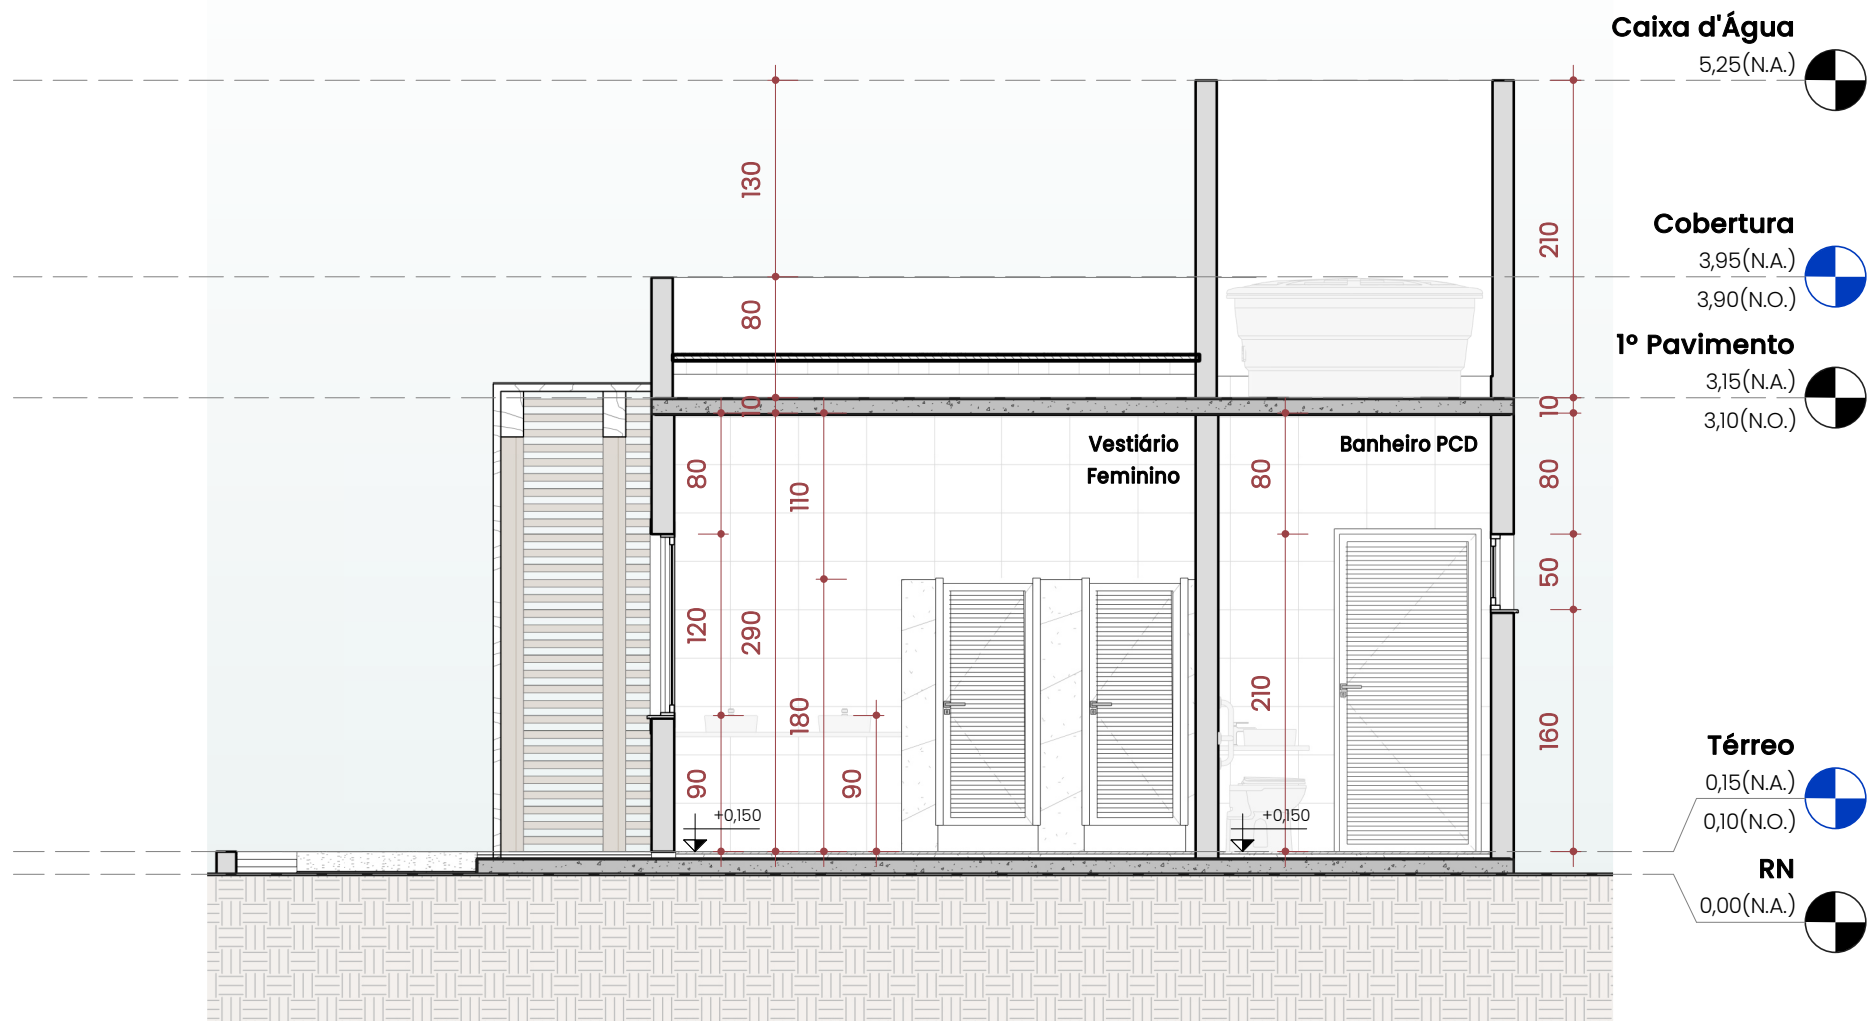 Caixa d'Água
5,25(N.A.)
130
210
Cobertura
3,95(N.A.)
3,90(N.O.)
80
1º Pavimento
3,15(N.A.)
3,10(N.O.)
10
10
Vestiário
Feminino
Banheiro PCD
80
110
80
80
50
120
290
180
210
160
90
90
+0,150
+0,150
Térreo
0,15(N.A.)
0,10(N.O.)
RN
0,00(N.A.)